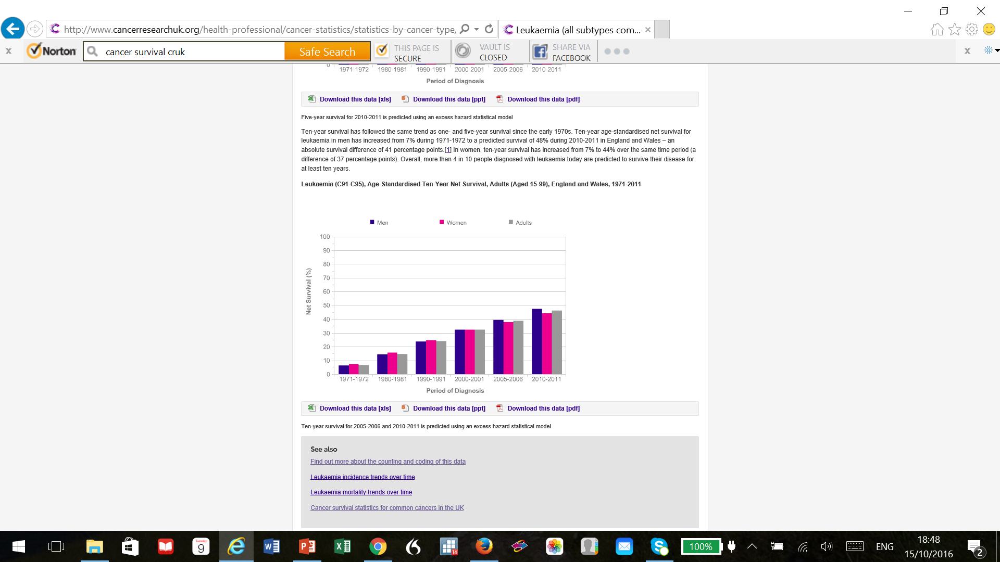 http://www.cancerresearchuk.org/health-professional/cancer-statistics/statistics-by-cancer-type,
Leukaemia (all subtypes com...
Norton
cancer survival cruk
Safe Search
THIS PAGE IS
SECURE
VAULT IS
CLOSED
SHARE VIA
FACEBOOK
0
1971-1972 1980-1981 1990-1991 2000-2001 2005-2006 2010-2011
Period of Diagnosis
Download this data [xls] Download this data [ppt] Download this data [pdf]
Five-year survival for 2010-2011 is predicted using an excess hazard statistical model
Ten-year survival has followed the same trend as one- and five-year survival since the early 1970s. Ten-year age-standardised net survival for
leukaemia in men has increased from 7% during 1971-1972 to a predicted survival of 48% during 2010-2011 in England and Wales – an
absolute survival difference of 41 percentage points.[1] In women, ten-year survival has increased from 7% to 44% over the same time period (a
difference of 37 percentage points). Overall, more than 4 in 10 people diagnosed with leukaemia today are predicted to survive their disease for
at least ten years.
Leukaemia (C91-C95), Age-Standardised Ten-Year Net Survival, Adults (Aged 15-99), England and Wales, 1971-2011
Men Women Adults
Net Survival (%)
100
90
80
70
60
50
40
30
20
10
0
1971-1972 1980-1981 1990-1991 2000-2001 2005-2006 2010-2011
Period of Diagnosis
Download this data [xls] Download this data [ppt] Download this data [pdf]
Ten-year survival for 2005-2006 and 2010-2011 is predicted using an excess hazard statistical model
See also
Find out more about the counting and coding of this data
Leukaemia incidence trends over time
Leukaemia mortality trends over time
Cancer survival statistics for common cancers in the UK
Tuesday
9
14
100%
ENG
18:48
15/10/2016
2